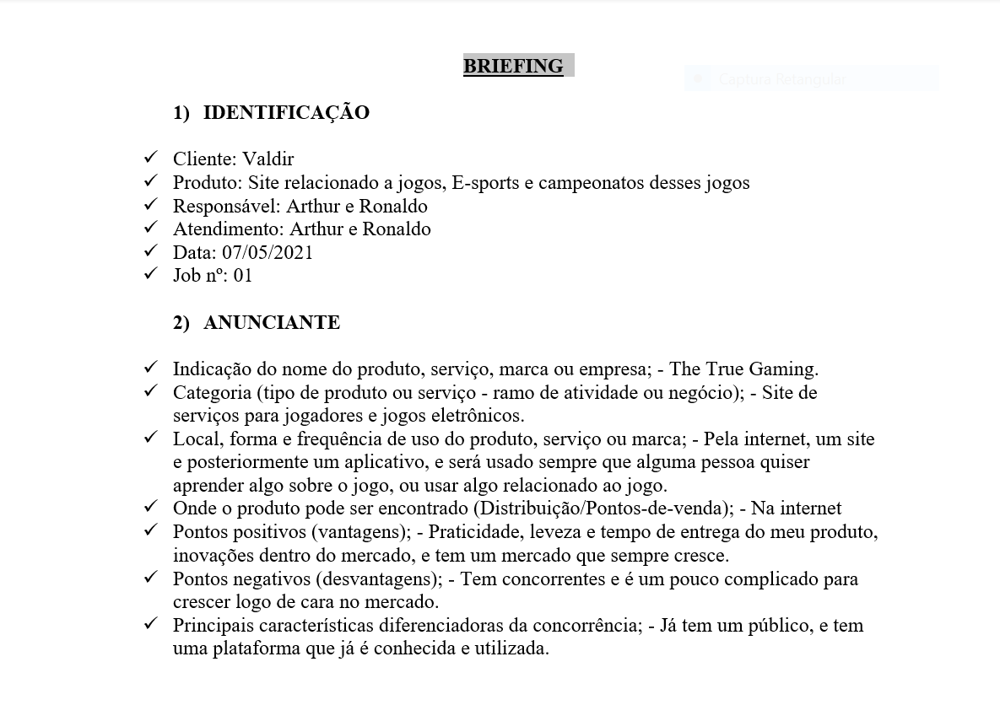 BRIEFING
Captura Retangular
1) IDENTIFICAÇÃO
✓ Cliente: Valdir
✓ Produto: Site relacionado a jogos, E-sports e campeonatos desses jogos
✓ Responsável: Arthur e Ronaldo
✓ Atendimento: Arthur e Ronaldo
✓ Data: 07/05/2021
✓ Job nº: 01
2) ANUNCIANTE
✓ Indicação do nome do produto, serviço, marca ou empresa; - The True Gaming.
✓ Categoria (tipo de produto ou serviço - ramo de atividade ou negócio); - Site de
serviços para jogadores e jogos eletrônicos.
✓ Local, forma e frequência de uso do produto, serviço ou marca; - Pela internet, um site
e posteriormente um aplicativo, e será usado sempre que alguma pessoa quiser
aprender algo sobre o jogo, ou usar algo relacionado ao jogo.
✓ Onde o produto pode ser encontrado (Distribuição/Pontos-de-venda); - Na internet
✓ Pontos positivos (vantagens); - Praticidade, leveza e tempo de entrega do meu produto,
inovações dentro do mercado, e tem um mercado que sempre cresce.
✓ Pontos negativos (desvantagens); - Tem concorrentes e é um pouco complicado para
crescer logo de cara no mercado.
✓ Principais características diferenciadoras da concorrência; - Já tem um público, e tem
uma plataforma que já é conhecida e utilizada.